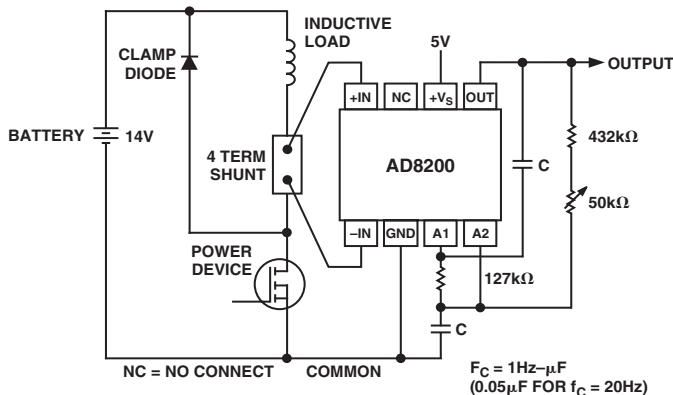 INDUCTIVE
LOAD
CLAMP
DIODE
5V
OUTPUT
+IN
NC
+VS
OUT
BATTERY
14V
4 TERM
SHUNT
AD8200
C
432kΩ
50kΩ
–IN
GND
A1
A2
POWER
DEVICE
127kΩ
C
NC = NO CONNECT
COMMON
FC = 1Hz–μF
(0.05μF FOR fC = 20Hz)